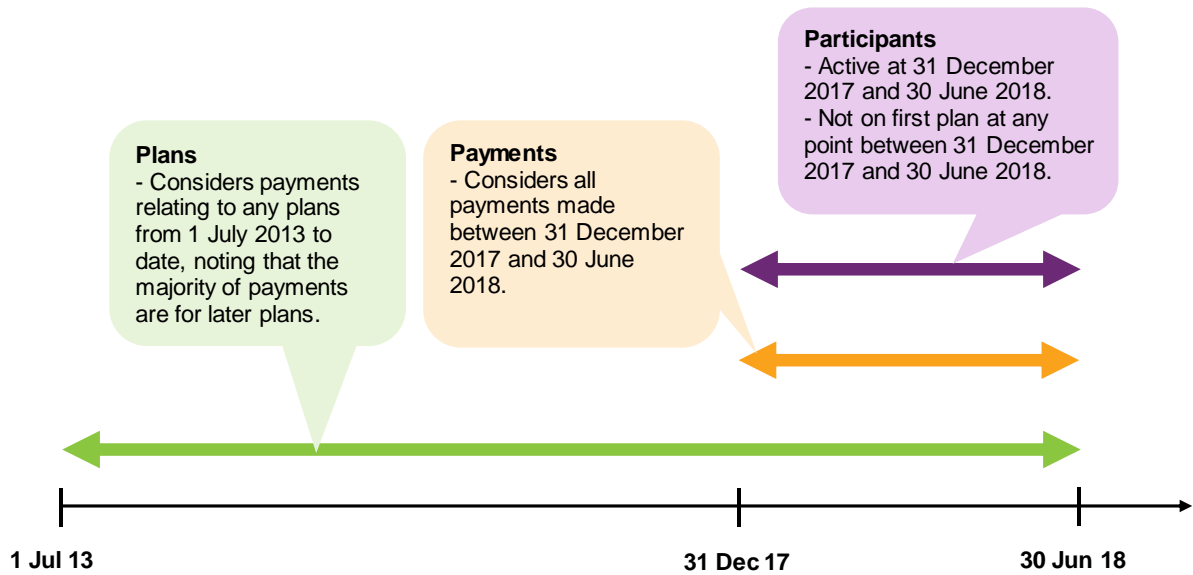 Plans
- Considers payments
relating to any plans
from 1 July 2013 to
date, noting that the
majority of payments
are for later plans.
Payments
- Considers all
payments made
between 31 December
2017 and 30 June
2018.
Participants
- Active at 31 December
2017 and 30 June 2018.
- Not on first plan at any
point between 31 December
2017 and 30 June 2018.
1 Jul 13
31 Dec 17
30 Jun 18